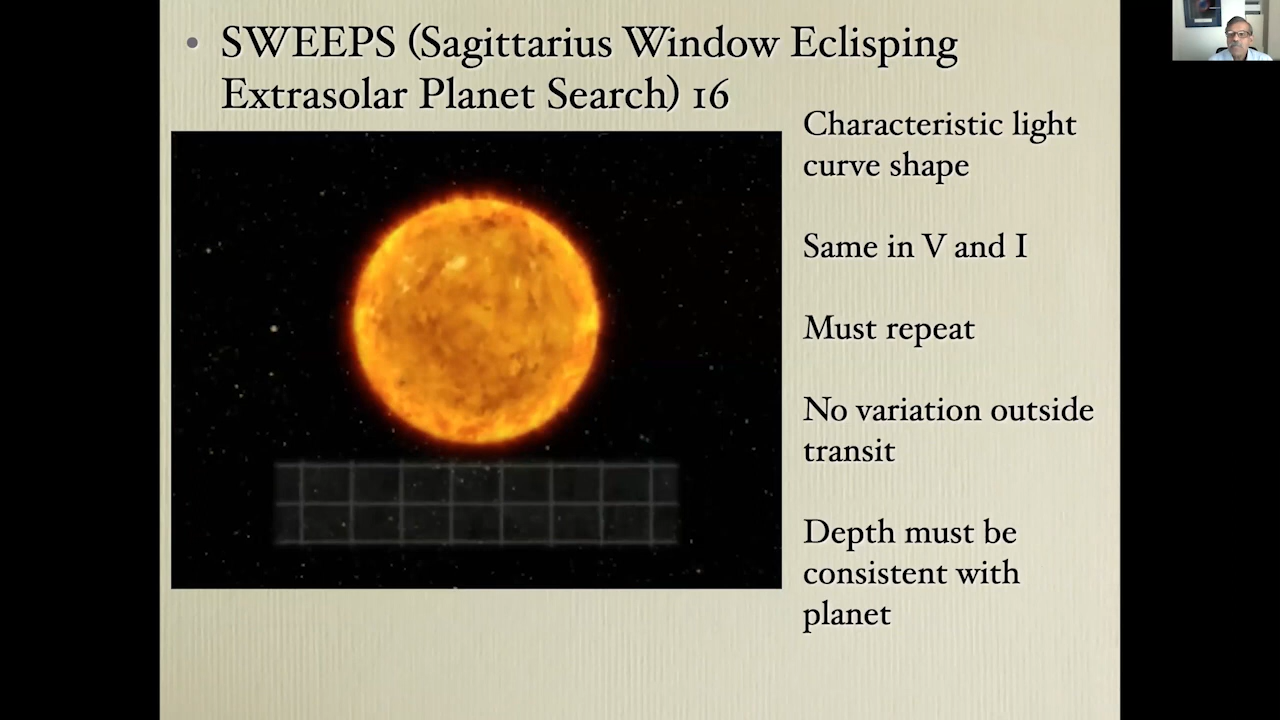 • SWEEPS (Sagittarius Window Eclisping
Extrasolar Planet Search) 16
Characteristic light
curve shape
Same in V and I
Must repeat
No variation outside
transit
Depth must be
consistent with
planet